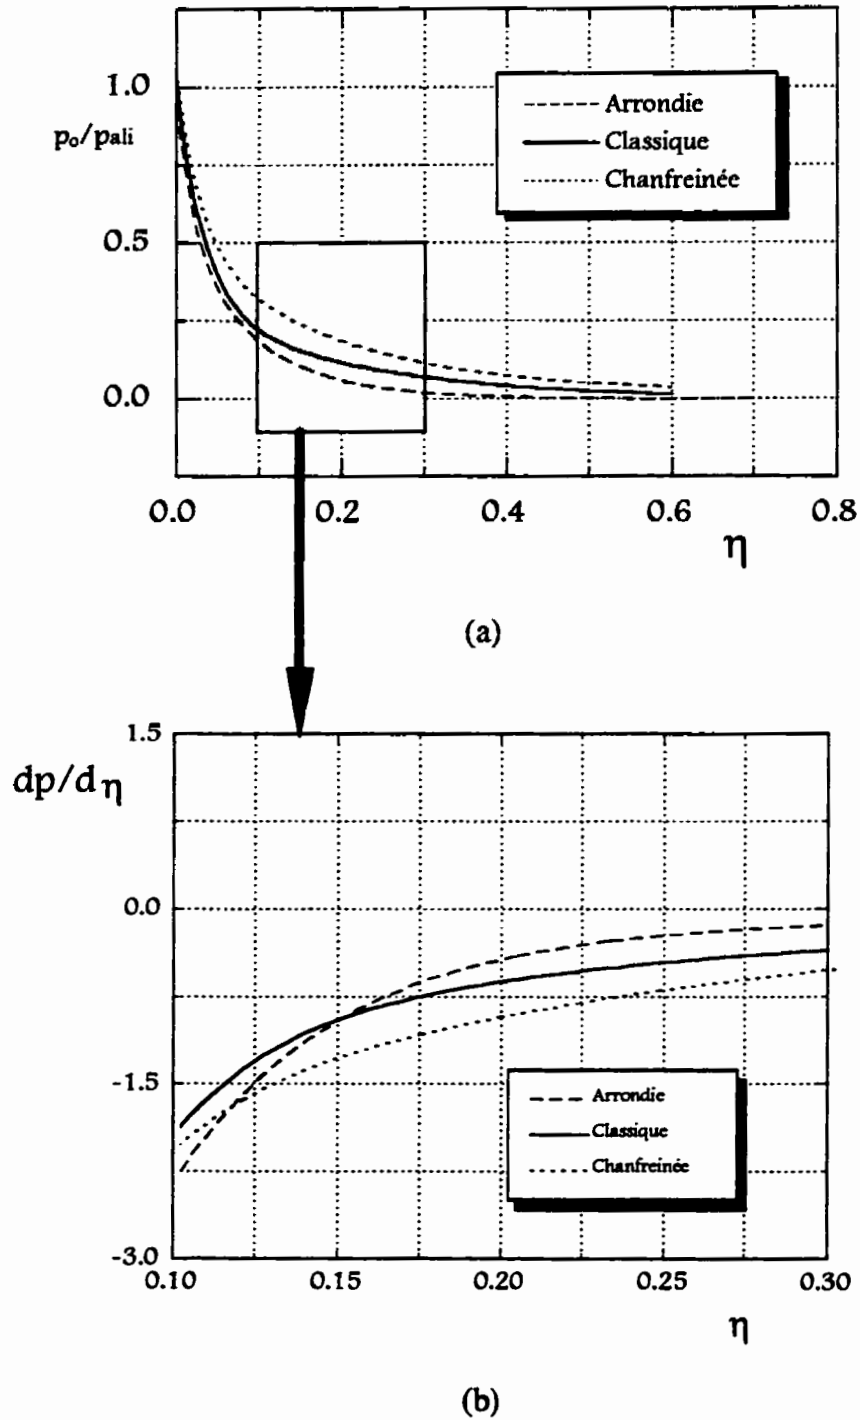 1.0
pₒ/pali
0.5
0.0
Arrondie
Classique
Chanfreinée
0.0 0.2 0.4 0.6 0.8
η
(a)
1.5
dp/dη
0.0
-1.5
-3.0
Arrondie
Classique
Chanfreinée
0.10 0.15 0.20 0.25 0.30
η
(b)